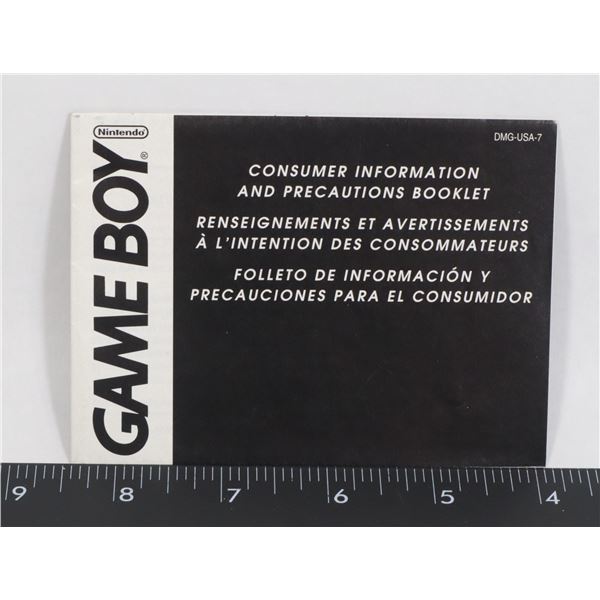 Nintendo
GAME BOY®
DMG-USA-7
CONSUMER INFORMATION
AND PRECAUTIONS BOOKLET
RENSEIGNEMENTS ET AVERTISSEMENTS
À L'INTENTION DES CONSOMMATEURS
FOLLETO DE INFORMACIÓN Y
PRECAUCIONES PARA EL CONSUMIDOR
9 8 7 6 5 4